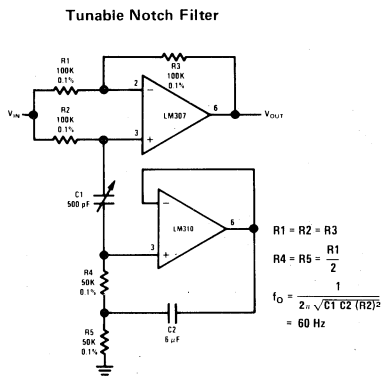 Tunable Notch Filter
R1
100K
0.1%
R3
100K
0.1%
2
−
LM307
6
V_IN
V_OUT
R2
100K
0.1%
3
+
C1
500 pF
−
LM310
6
3
+
R4
50K
0.1%
C2
6 μF
R5
50K
0.1%
R1 = R2 = R3
R4 = R5 = R1/2
f_O = 1/(2π √(C1 C2 (R2)²))
= 60 Hz